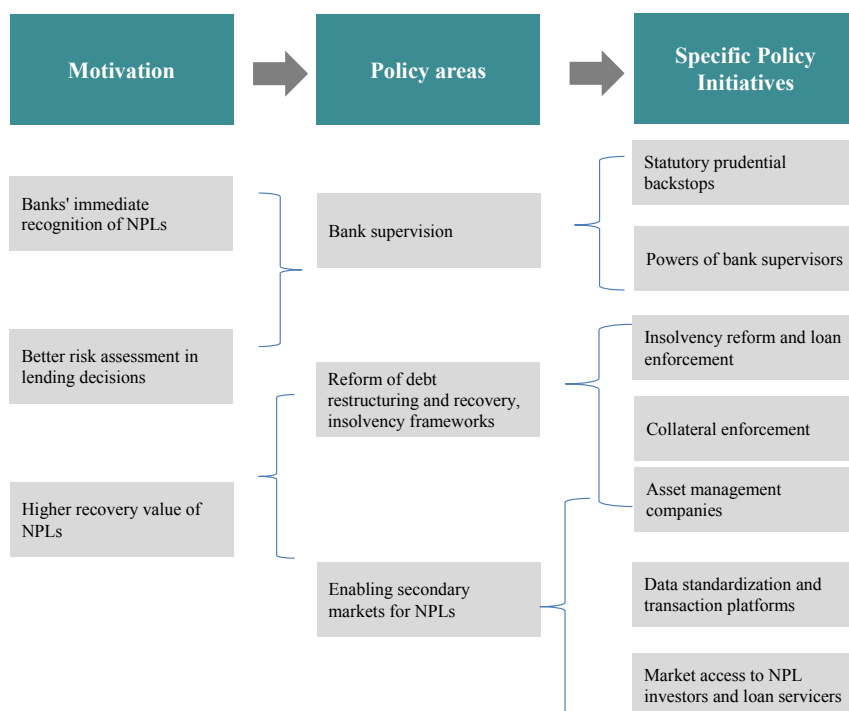 Motivation
Policy areas
Specific Policy
Initiatives
Banks' immediate
recognition of NPLs
Better risk assessment in
lending decisions
Higher recovery value of
NPLs
Bank supervision
Reform of debt
restructuring and recovery,
insolvency frameworks
Enabling secondary
markets for NPLs
Statutory prudential
backstops
Powers of bank supervisors
Insolvency reform and loan
enforcement
Collateral enforcement
Asset management
companies
Data standardization and
transaction platforms
Market access to NPL
investors and loan servicers